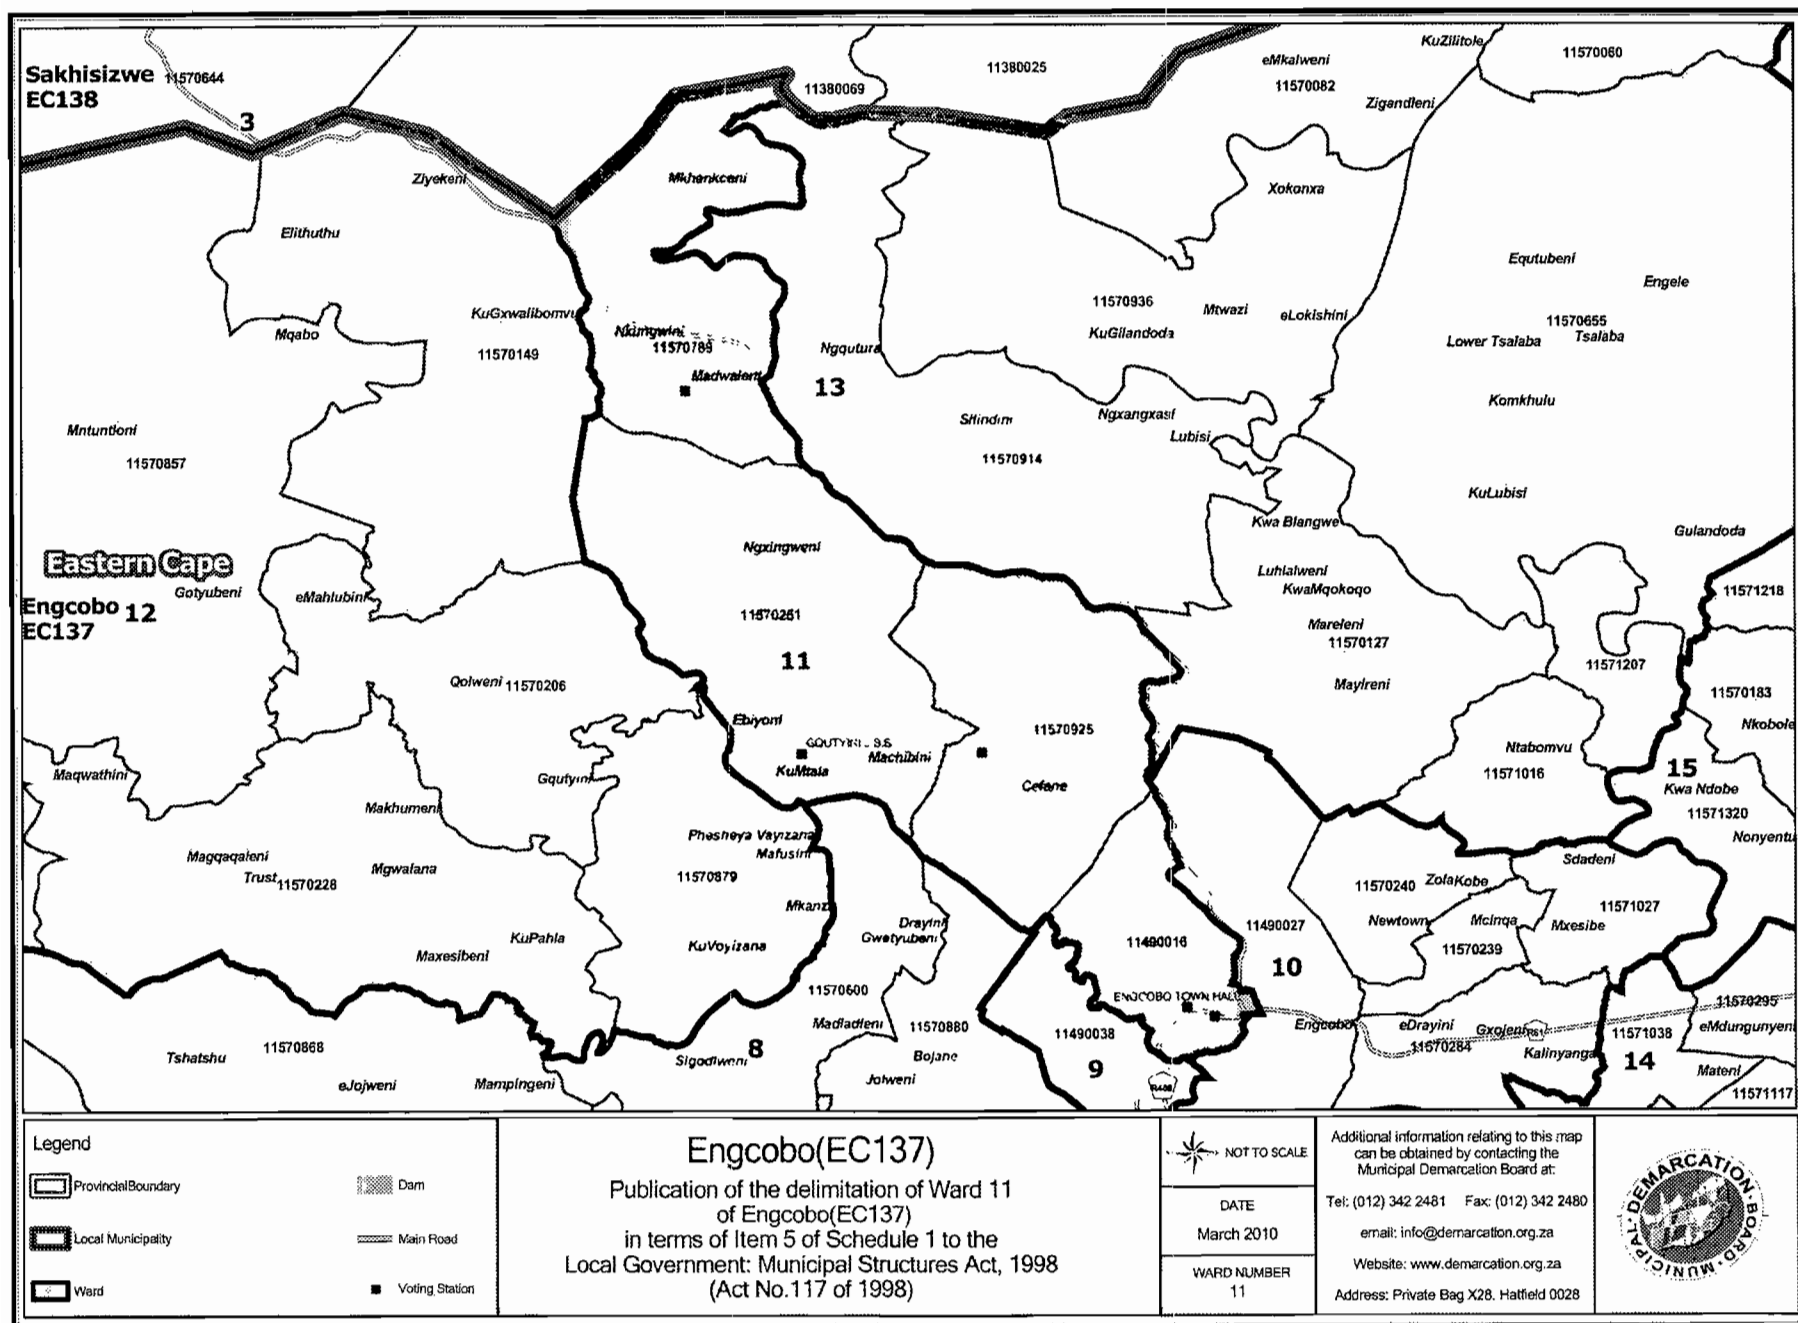 Sakhisizwe
EC138
11570644
3
11380069
11380025
eMkalweni
11570082
KuZilitole
11570060
Zigandleni
Ziyekeni
Mkhankceni
Xokonxa
Elithuthu
Equtubeni
Engele
KuGxwalibomvu
11570149
Mqabo
Nkungwini
11570789
Madwaleni
Ngqutura
13
11570936
KuGilandoda
Mtwazi
eLokishini
11570655
Lower Tsalaba
Tsalaba
Komkhulu
Mntuntloni
11570857
Ngxangxasi
Lubisi
11570914
KuLubisi
Kwa Blangwe
Gulandoda
Ngxingweni
Eastern Cape
Gotyubeni
eMahlubini
Engcobo 12
EC137
11570251
11
Luhlalweni
KwaMqokoqo
Mareleni
11570127
Mayireni
11571218
11571207
11570183
Nkobole
Qolweni 11570206
Ebiyoni
GQUTYINI S.S
KuMtala
Machibini
11570925
Cefane
Ntabomvu
11571016
15
Kwa Ndobe
11571320
Nonyentu
Maqwathini
Gqutyini
Makhumeni
Phesheya Vayizana
Mafusini
Magqaqaleni
Trust 11570228
Mgwalana
11570879
Mkanzi
Sdadeni
11570240
ZolaKobe
Newtown
Mcinqa
11570239
Mxesibe
11571027
KuPahla
Maxesibeni
KuVoyizana
Drayini
Gwetyubeni
11490016
11490027
10
ENGCOBO TOWN HALL
11570600
Madladleni
11570880
Bojane
Jolweni
11490038
9
R408
Engcobo
eDrayini
11570284
Gxojeni
R61
Kalinyanga
11570295
eMdungunyeni
11571038
14
Mateni
11571117
Tshatshu
11570868
eJojweni
Mampingeni
Sigodlweni
8
Legend
ProvincialBoundary
Dam
Local Municipality
Main Road
Ward
Voting Station
Engcobo(EC137)
Publication of the delimitation of Ward 11
of Engcobo(EC137)
in terms of Item 5 of Schedule 1 to the
Local Government: Municipal Structures Act, 1998
(Act No.117 of 1998)
NOT TO SCALE
DATE
March 2010
WARD NUMBER
11
Additional information relating to this map
can be obtained by contacting the
Municipal Demarcation Board at:
Tel: (012) 342 2481 Fax: (012) 342 2480
email: info@demarcation.org.za
Website: www.demarcation.org.za
Address: Private Bag X28. Hatfield 0028
MUNICIPAL DEMARCATION BOARD